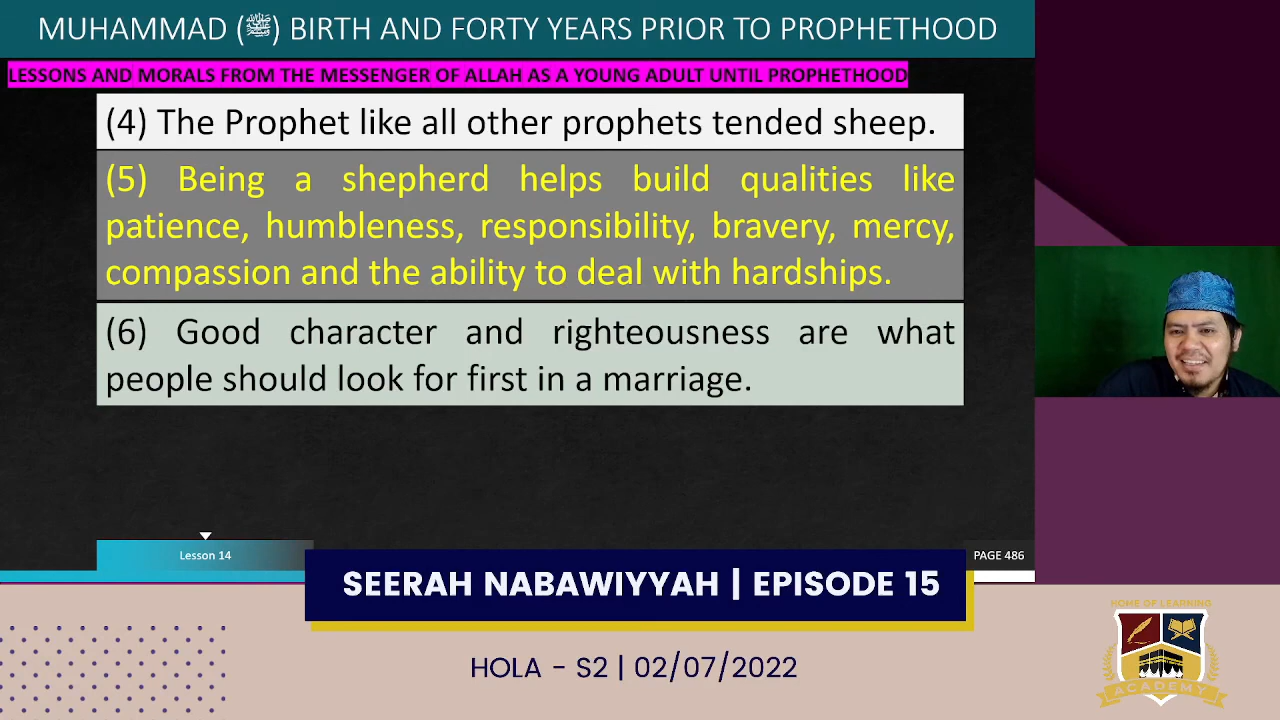 MUHAMMAD (ﷺ) BIRTH AND FORTY YEARS PRIOR TO PROPHETHOOD
LESSONS AND MORALS FROM THE MESSENGER OF ALLAH AS A YOUNG ADULT UNTIL PROPHETHOOD
(4) The Prophet like all other prophets tended sheep.
(5) Being a shepherd helps build qualities like
patience, humbleness, responsibility, bravery, mercy,
compassion and the ability to deal with hardships.
(6) Good character and righteousness are what
people should look for first in a marriage.
Lesson 14
PAGE 486
SEERAH NABAWIYYAH | EPISODE 15
HOLA - S2 | 02/07/2022
HOME OF LEARNING
ACADEMY